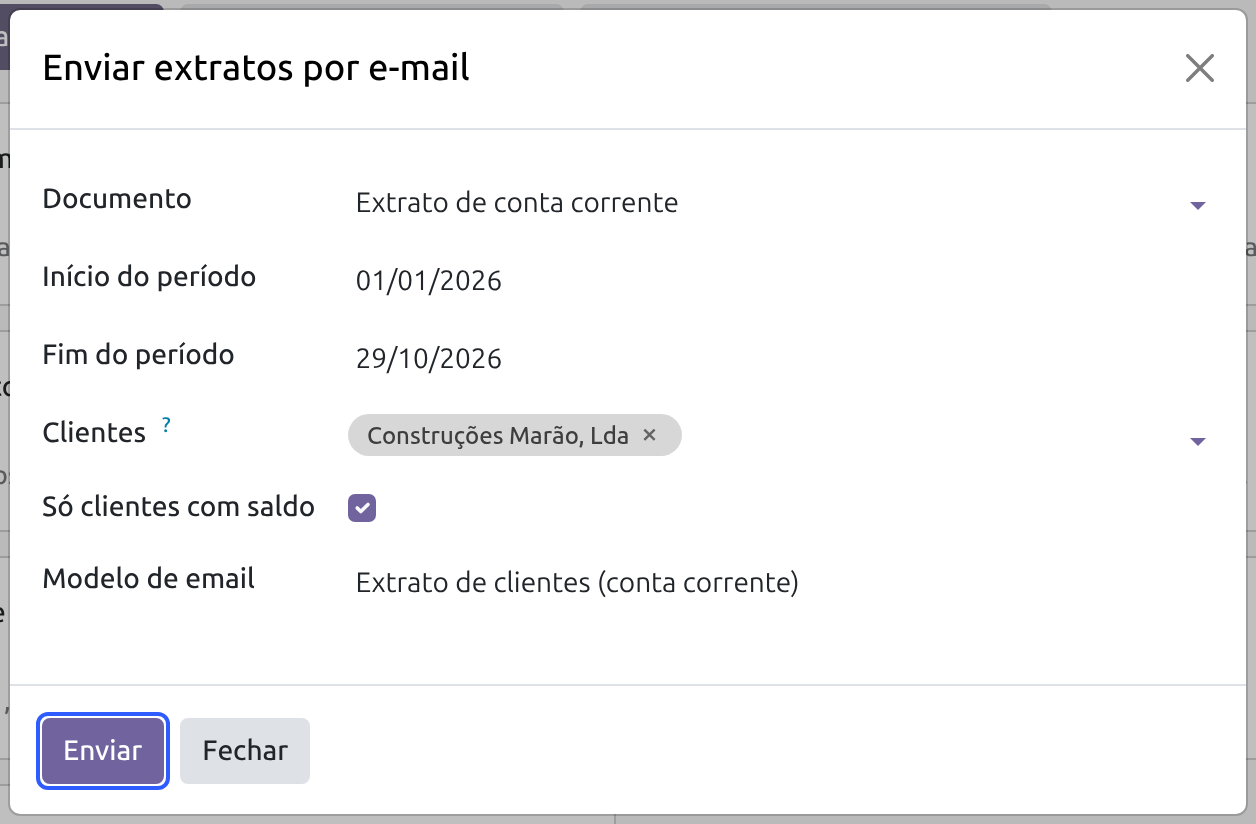 Enviar extratos por e-mail
Documento Extrato de conta corrente
Início do período 01/01/2026
Fim do período 29/10/2026
Clientes ? Construções Marão, Lda ×
Só clientes com saldo
Modelo de email Extrato de clientes (conta corrente)
Enviar Fechar